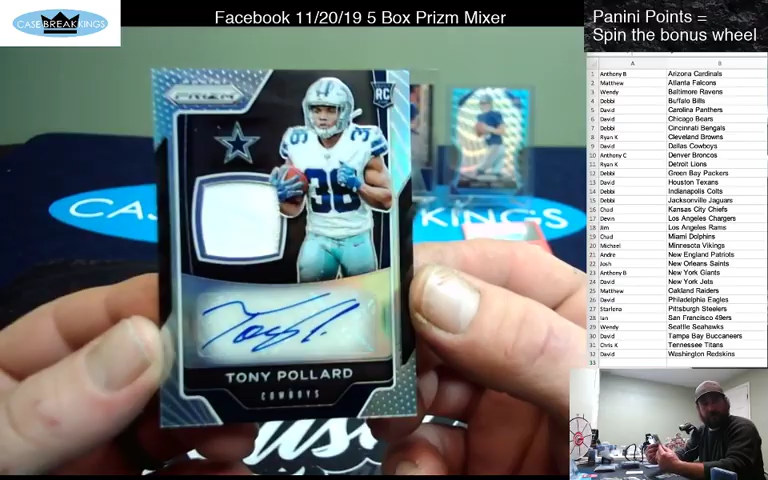 Facebook 11/20/19 5 Box Prizm Mixer
Panini Points =
Spin the bonus wheel
CASE BREAK KINGS
PRIZM
RC
36
36
TONY POLLARD
COWBOYS
CA
KINGS
A B
1 Anthony B Arizona Cardinals
2 Matthew Atlanta Falcons
3 Wendy Baltimore Ravens
4 Debbi Buffalo Bills
5 David Carolina Panthers
6 David Chicago Bears
7 Debbi Cincinnati Bengals
8 Ryan K Cleveland Browns
9 David Dallas Cowboys
10 Anthony C Denver Broncos
11 Ryan K Detroit Lions
12 Debbi Green Bay Packers
13 David Houston Texans
14 Debbi Indianapolis Colts
15 Debbi Jacksonville Jaguars
16 Chad Kansas City Chiefs
17 Devin Los Angeles Chargers
18 Jim Los Angeles Rams
19 Chad Miami Dolphins
20 Michael Minnesota Vikings
21 Andre New England Patriots
22 Josh New Orleans Saints
23 Anthony B New York Giants
24 David New York Jets
25 Matthew Oakland Raiders
26 David Philadelphia Eagles
27 Starlena Pittsburgh Steelers
28 Ian San Francisco 49ers
29 Wendy Seattle Seahawks
30 David Tampa Bay Buccaneers
31 Chris K Tennessee Titans
32 David Washington Redskins
33